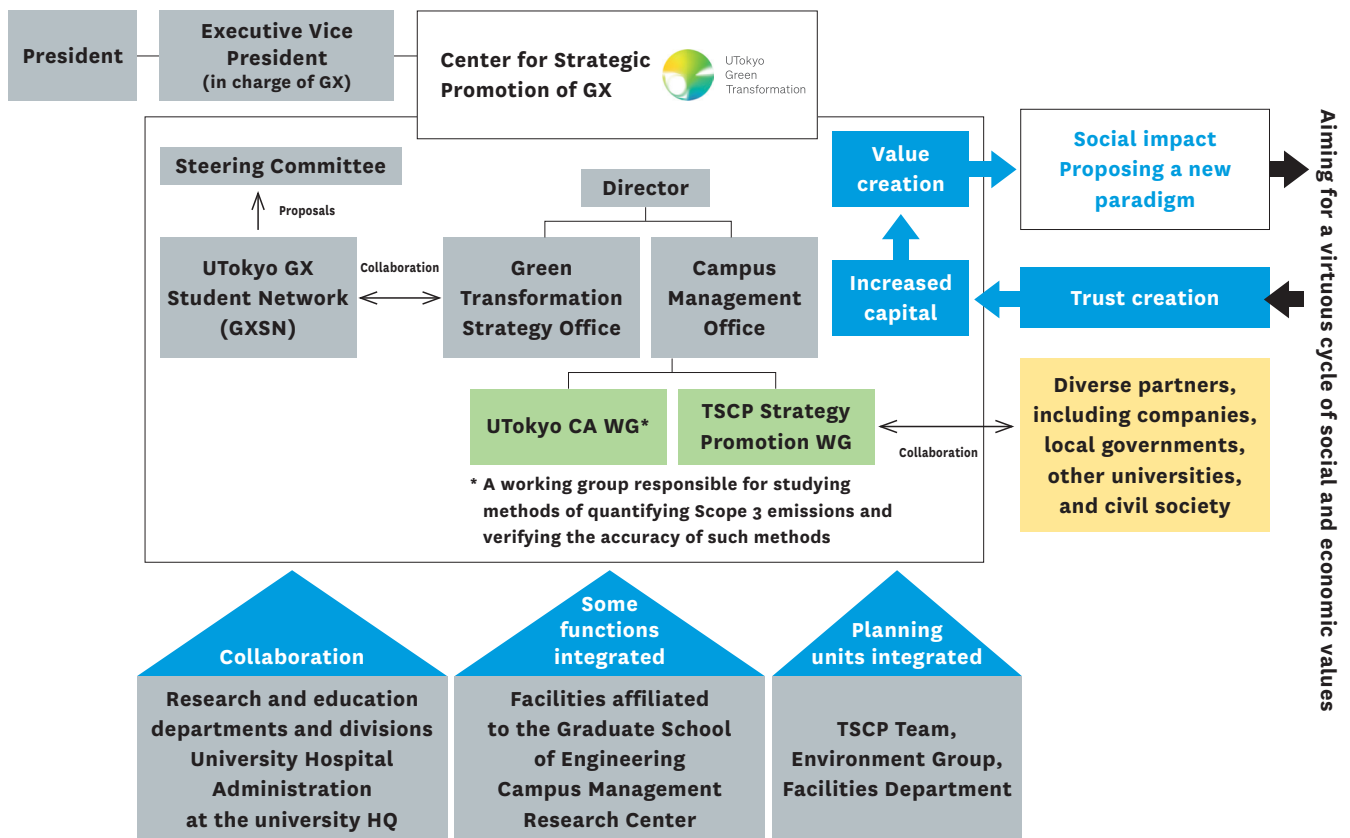 President
Executive Vice
President
(in charge of GX)
Center for Strategic
Promotion of GX
UTokyo
Green
Transformation
Steering Committee
Proposals
UTokyo GX
Student Network
(GXSN)
Collaboration
Director
Green
Transformation
Strategy Office
Campus
Management
Office
Value
creation
Increased
capital
Social impact
Proposing a new
paradigm
Trust creation
Aiming for a virtuous cycle of social and economic values
UTokyo CA WG*
TSCP Strategy
Promotion WG
Collaboration
Diverse partners,
including companies,
local governments,
other universities,
and civil society
* A working group responsible for studying
methods of quantifying Scope 3 emissions and
verifying the accuracy of such methods
Collaboration
Research and education
departments and divisions
University Hospital
Administration
at the university HQ
Some
functions
integrated
Facilities affiliated
to the Graduate School
of Engineering
Campus Management
Research Center
Planning
units integrated
TSCP Team,
Environment Group,
Facilities Department